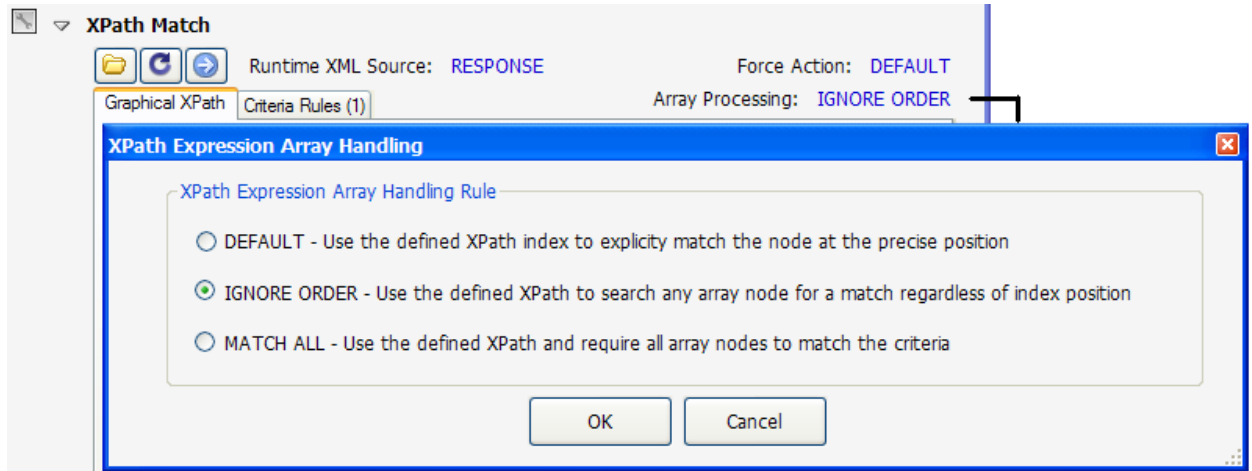 XPath Match
Runtime XML Source: RESPONSE Force Action: DEFAULT
Graphical XPath Criteria Rules (1) Array Processing: IGNORE ORDER
XPath Expression Array Handling
XPath Expression Array Handling Rule
DEFAULT - Use the defined XPath index to explicity match the node at the precise position
IGNORE ORDER - Use the defined XPath to search any array node for a match regardless of index position
MATCH ALL - Use the defined XPath and require all array nodes to match the criteria
OK Cancel